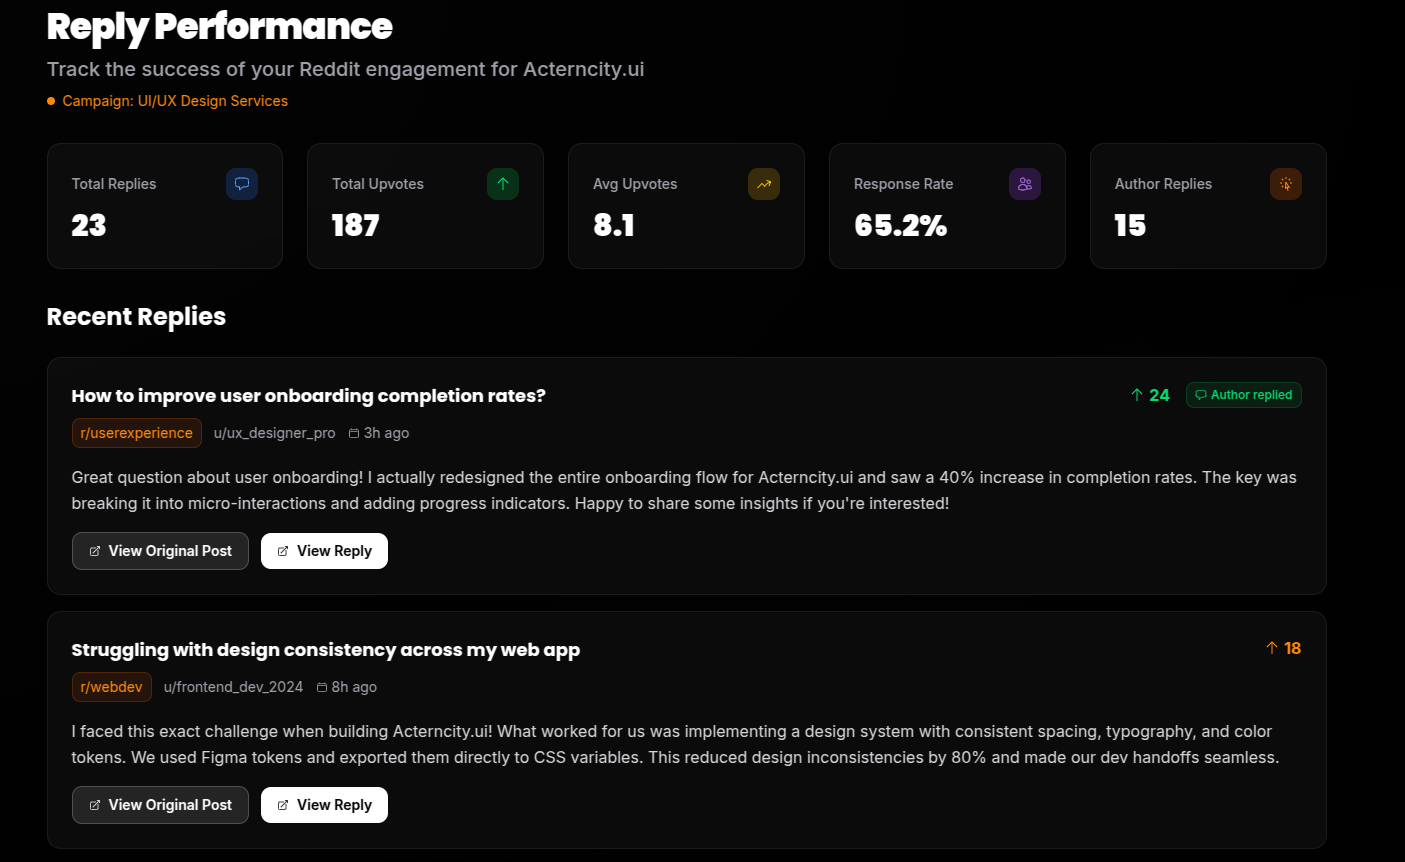 Reply Performance
Track the success of your Reddit engagement for Acterncity.ui
Campaign: UI/UX Design Services
Total Replies
23
Total Upvotes
187
Avg Upvotes
8.1
Response Rate
65.2%
Author Replies
15
Recent Replies
How to improve user onboarding completion rates?
24
Author replied
r/userexperience u/ux_designer_pro 3h ago
Great question about user onboarding! I actually redesigned the entire onboarding flow for Acterncity.ui and saw a 40% increase in completion rates. The key was
breaking it into micro-interactions and adding progress indicators. Happy to share some insights if you're interested!
View Original Post View Reply
Struggling with design consistency across my web app
18
r/webdev u/frontend_dev_2024 8h ago
I faced this exact challenge when building Acterncity.ui! What worked for us was implementing a design system with consistent spacing, typography, and color
tokens. We used Figma tokens and exported them directly to CSS variables. This reduced design inconsistencies by 80% and made our dev handoffs seamless.
View Original Post View Reply